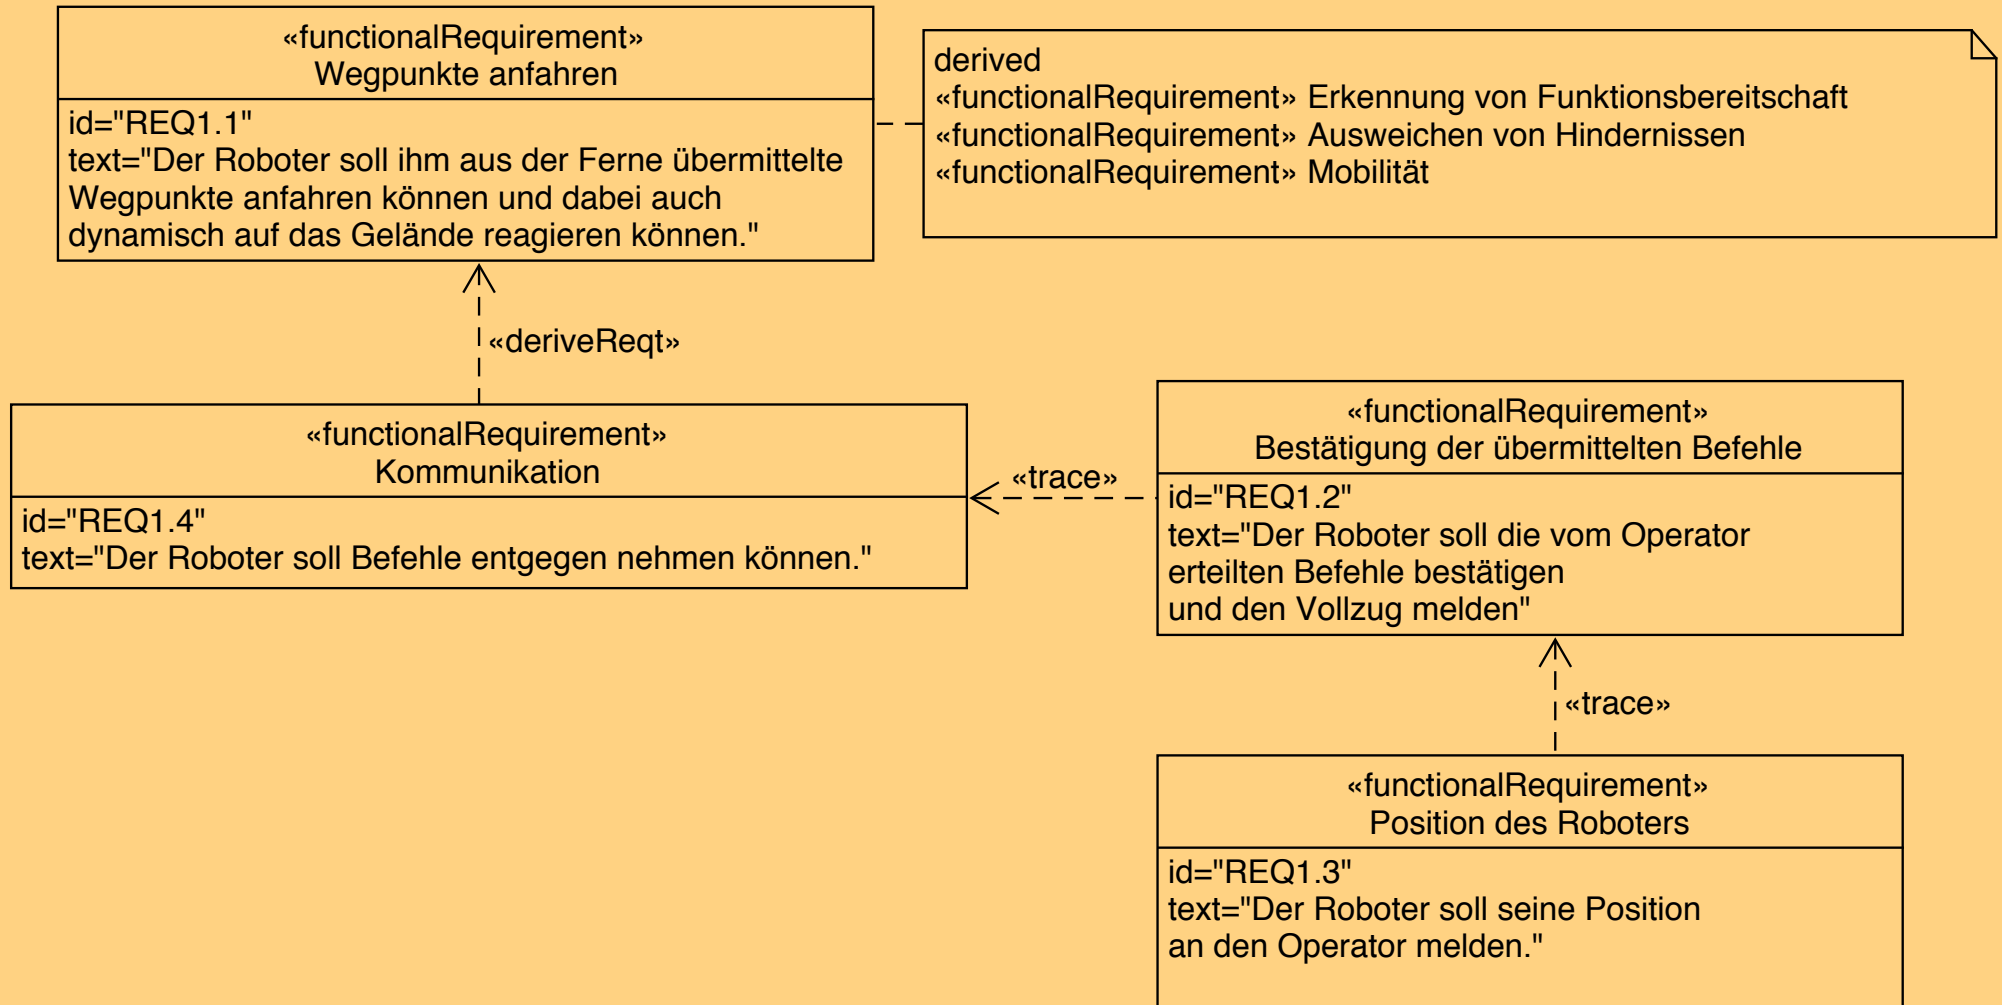 «functionalRequirement»
Wegpunkte anfahren
id="REQ1.1"
text="Der Roboter soll ihm aus der Ferne übermittelte
Wegpunkte anfahren können und dabei auch
dynamisch auf das Gelände reagieren können."
derived
«functionalRequirement» Erkennung von Funktionsbereitschaft
«functionalRequirement» Ausweichen von Hindernissen
«functionalRequirement» Mobilität
«deriveReqt»
«functionalRequirement»
Kommunikation
id="REQ1.4"
text="Der Roboter soll Befehle entgegen nehmen können."
«trace»
«functionalRequirement»
Bestätigung der übermittelten Befehle
id="REQ1.2"
text="Der Roboter soll die vom Operator
erteilten Befehle bestätigen
und den Vollzug melden"
«trace»
«functionalRequirement»
Position des Roboters
id="REQ1.3"
text="Der Roboter soll seine Position
an den Operator melden."